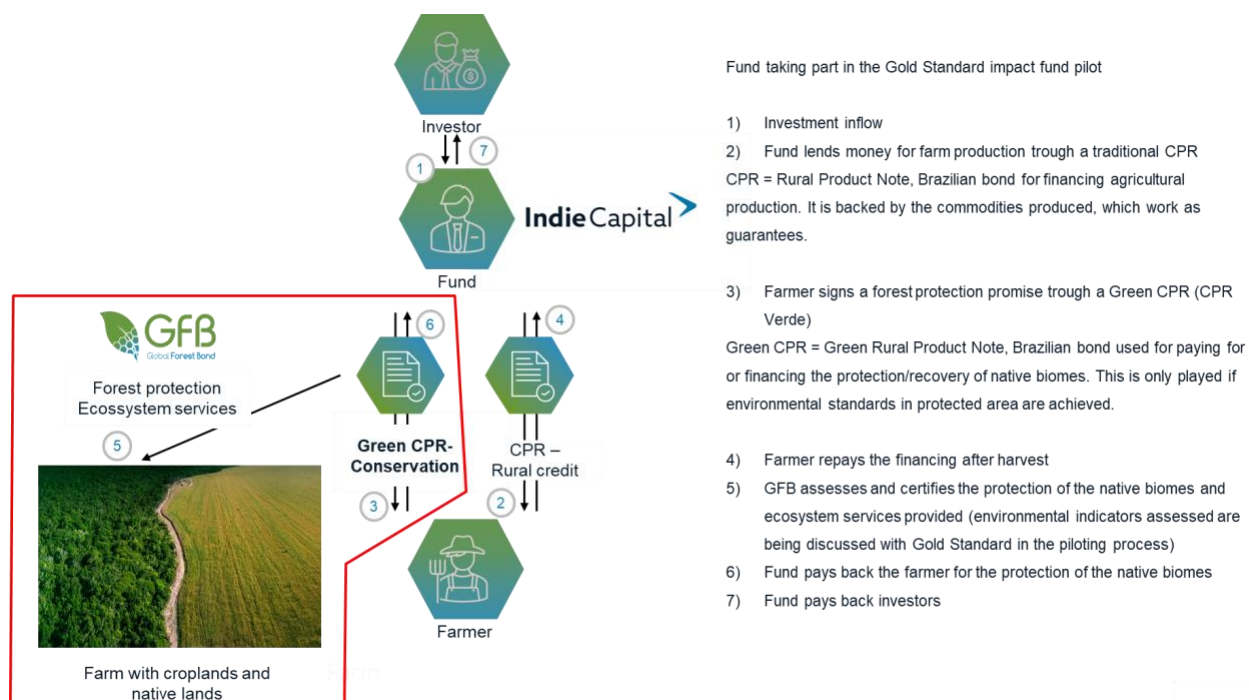 Investor
7
1
IndieCapital
Fund
GFB
Global Forest Bond
Forest protection
Ecossystem services
5
6
4
Green CPR-
Conservation
CPR –
Rural credit
3
2
Farmer
Farm with croplands and
native lands
Fund taking part in the Gold Standard impact fund pilot
1) Investment inflow
2) Fund lends money for farm production trough a traditional CPR
CPR = Rural Product Note, Brazilian bond for financing agricultural
production. It is backed by the commodities produced, which work as
guarantees.
3) Farmer signs a forest protection promise trough a Green CPR (CPR
Verde)
Green CPR = Green Rural Product Note, Brazilian bond used for paying for
or financing the protection/recovery of native biomes. This is only played if
environmental standards in protected area are achieved.
4) Farmer repays the financing after harvest
5) GFB assesses and certifies the protection of the native biomes and
ecosystem services provided (environmental indicators assessed are
being discussed with Gold Standard in the piloting process)
6) Fund pays back the farmer for the protection of the native biomes
7) Fund pays back investors